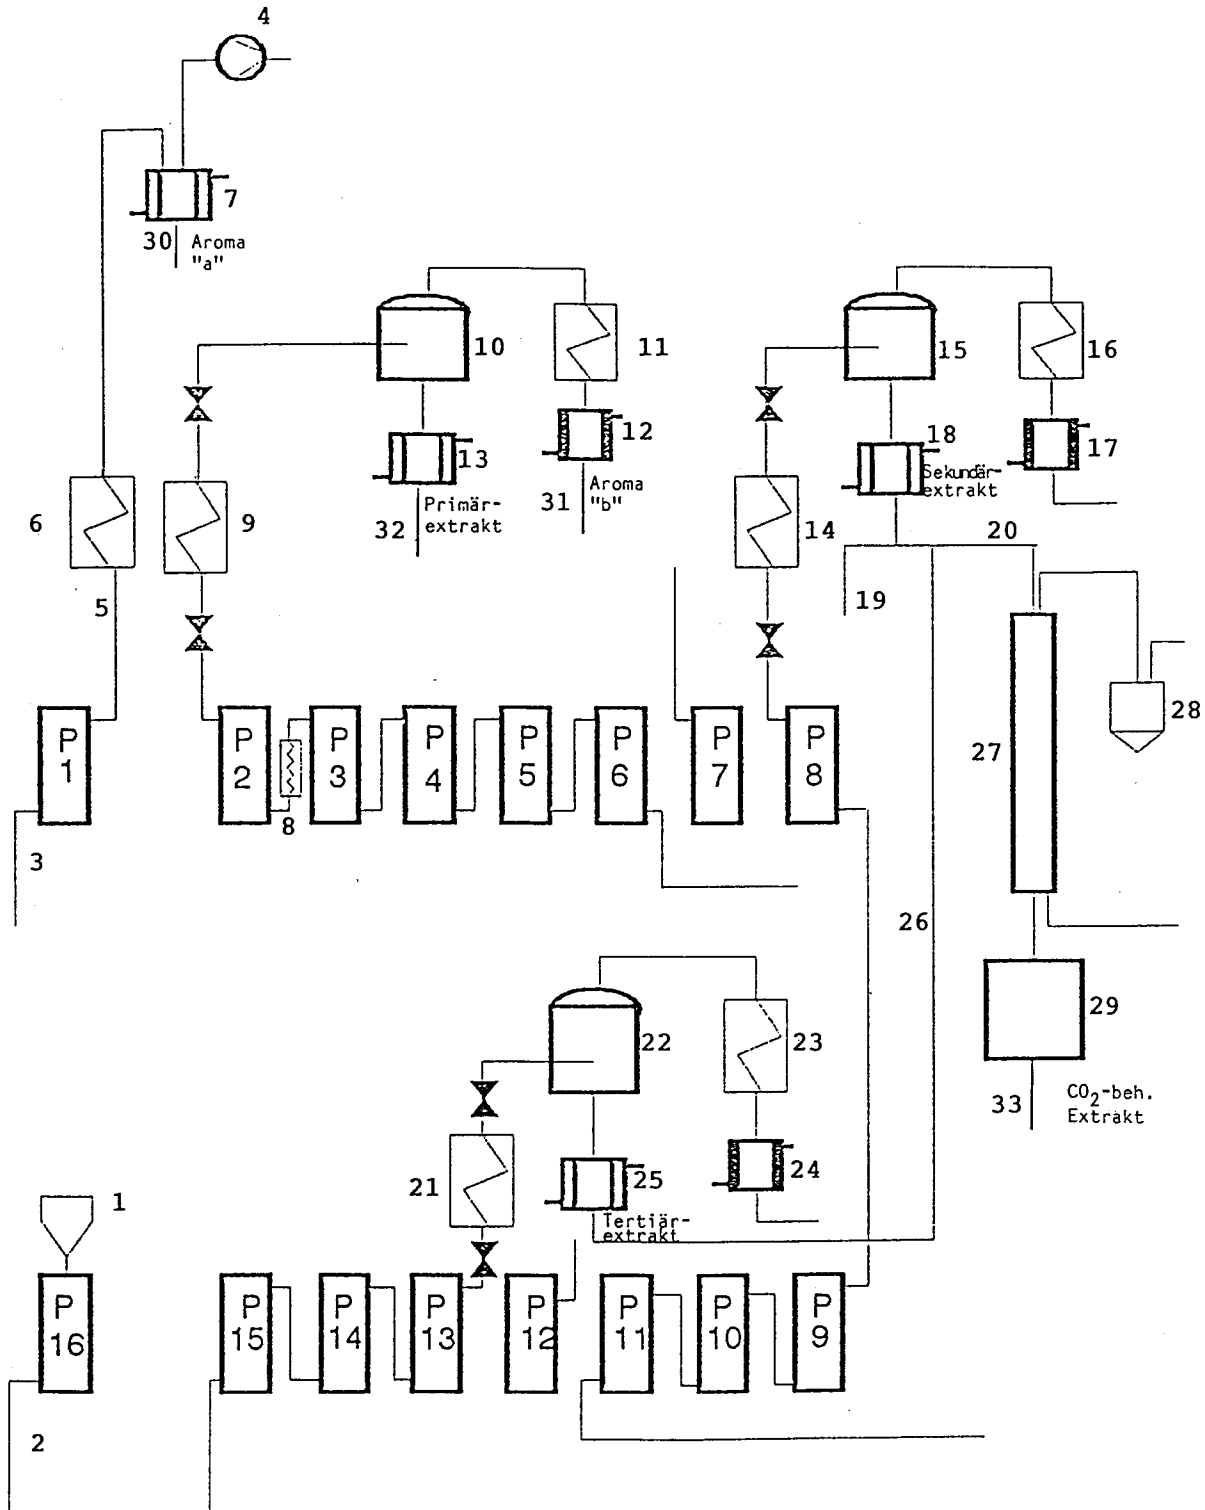 4
7
30
Aroma
"a"
10
11
15
16
12
13
18
17
Sekundär-
extrakt
6
9
Primär-
extrakt
32
31
Aroma
"b"
14
20
5
19
P
1
P
2
P
3
P
4
P
5
P
6
P
7
P
8
27
28
8
3
26
22
23
29
33
CO2-beh.
Extrakt
21
25
24
Tertiär-
extrakt
1
P
16
P
15
P
14
P
13
P
12
P
11
P
10
P
9
2